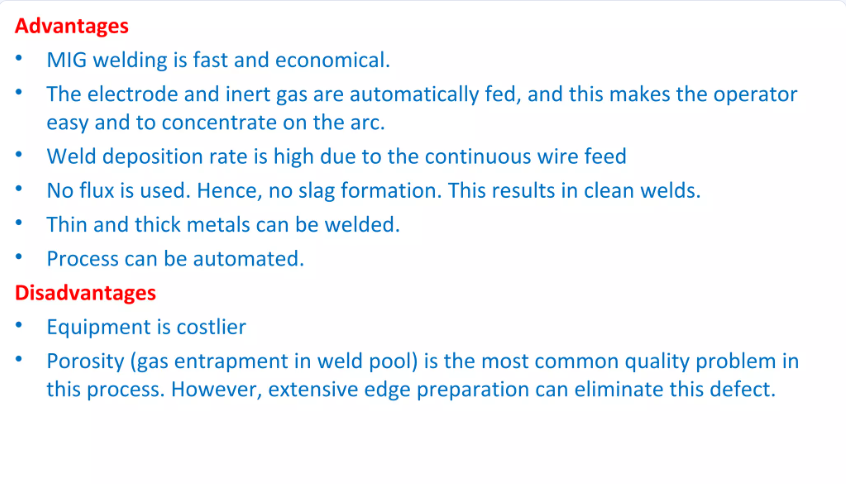 Advantages
• MIG welding is fast and economical.
• The electrode and inert gas are automatically fed, and this makes the operator
easy and to concentrate on the arc.
• Weld deposition rate is high due to the continuous wire feed
• No flux is used. Hence, no slag formation. This results in clean welds.
• Thin and thick metals can be welded.
• Process can be automated.
Disadvantages
• Equipment is costlier
• Porosity (gas entrapment in weld pool) is the most common quality problem in
this process. However, extensive edge preparation can eliminate this defect.